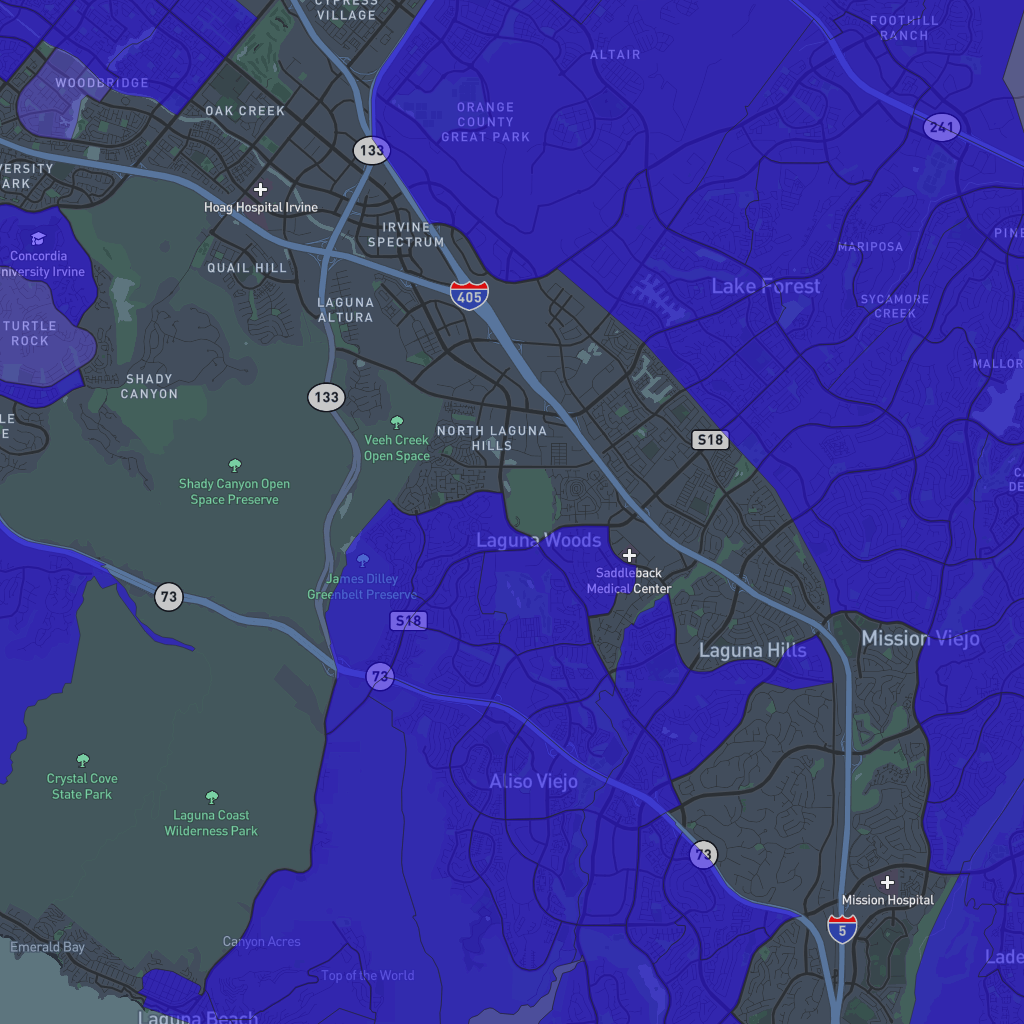 CYPRESS
VILLAGE
FOOTHILL
RANCH
ALTAIR
WOODBRIDGE
OAK CREEK
ORANGE
COUNTY
GREAT PARK
241
133
VERSITY
ARK
Hoag Hospital Irvine
IRVINE
SPECTRUM
PINE
MARIPOSA
Concordia
niversity Irvine
QUAIL HILL
Lake Forest
405
SYCAMORE
CREEK
LAGUNA
ALTURA
TURTLE
ROCK
MALLOR
SHADY
CANYON
133
LE
E
Veeh Creek
Open Space
NORTH LAGUNA
HILLS
S18
Shady Canyon Open
Space Preserve
Laguna Woods
Saddleback
Medical Center
James Dilley
Greenbelt Preserve
73
S18
Laguna Hills
Mission Viejo
73
Crystal Cove
State Park
Aliso Viejo
Laguna Coast
Wilderness Park
73
Mission Hospital
5
Emerald Bay
Canyon Acres
Lade
Top of the World
Laguna Beach